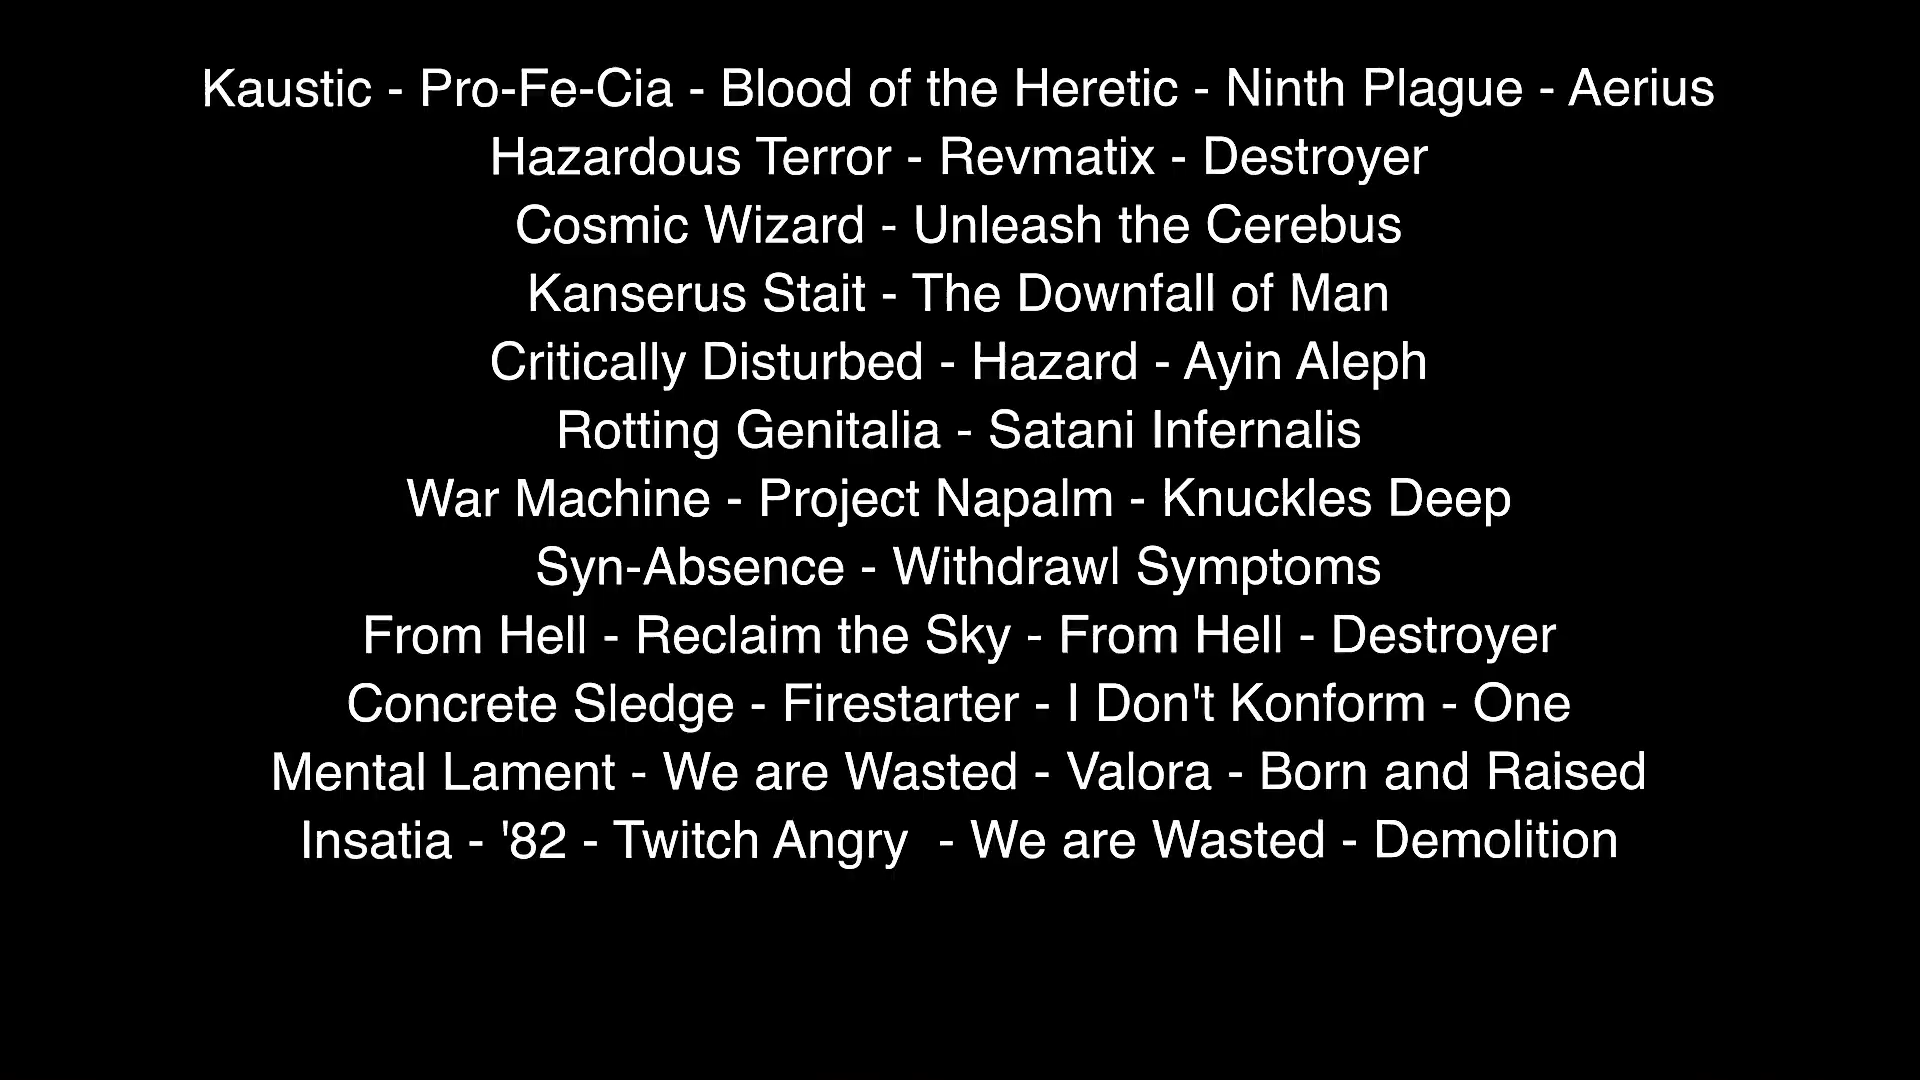 Kaustic - Pro-Fe-Cia - Blood of the Heretic - Ninth Plague - Aerius
Hazardous Terror - Revmatix - Destroyer
Cosmic Wizard - Unleash the Cerebus
Kanserus Stait - The Downfall of Man
Critically Disturbed - Hazard - Ayin Aleph
Rotting Genitalia - Satani Infernalis
War Machine - Project Napalm - Knuckles Deep
Syn-Absence - Withdrawl Symptoms
From Hell - Reclaim the Sky - From Hell - Destroyer
Concrete Sledge - Firestarter - I Don't Konform - One
Mental Lament - We are Wasted - Valora - Born and Raised
Insatia - '82 - Twitch Angry  - We are Wasted - Demolition